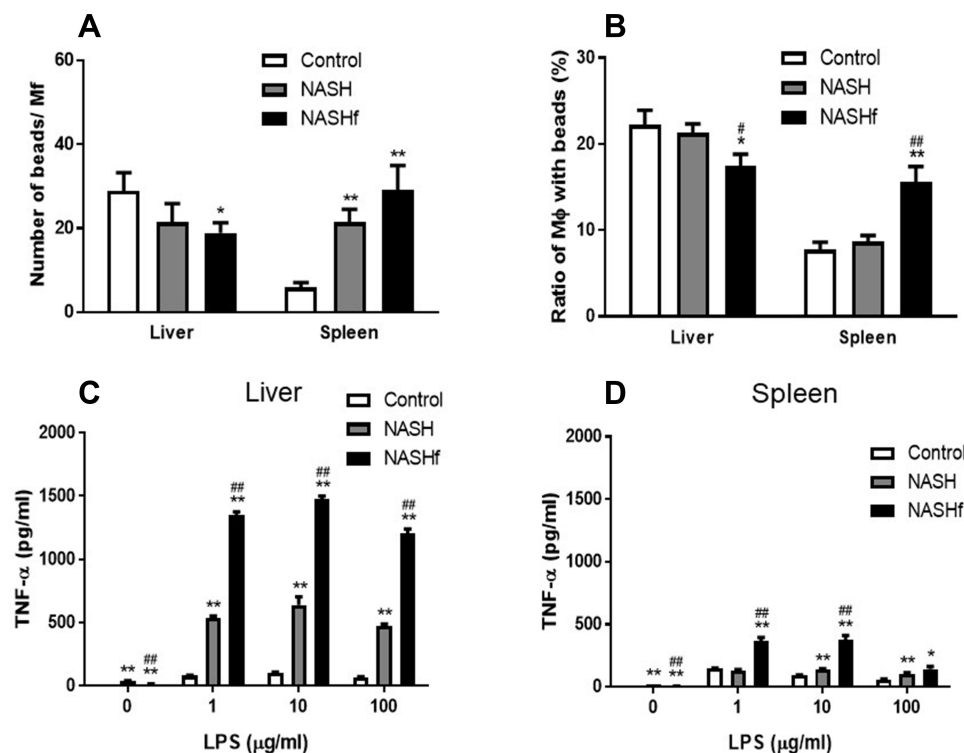 A
Number of beads/ Mf
60
40
20
0
Control
NASH
NASHf
*
**
**
Liver
Spleen
B
Ratio of Mϕ with beads (%)
30
20
10
0
Control
NASH
NASHf
#
*
##
**
Liver
Spleen
C
Liver
TNF-α (pg/ml)
2000
1500
1000
500
0
Control
NASH
NASHf
**
##
**
**
##
**
**
##
**
**
##
**
0
1
10
100
LPS (µg/ml)
D
Spleen
TNF-α (pg/ml)
2000
1500
1000
500
0
Control
NASH
NASHf
**
##
**
##
**
**
##
**
**
*
0
1
10
100
LPS (µg/ml)